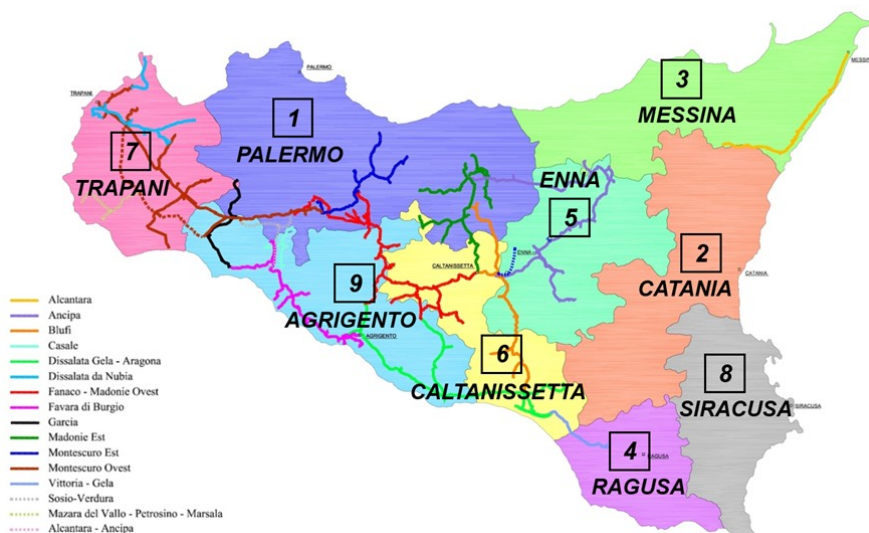 MESSINA
3
MESSINA
PALERMO
1
PALERMO
TRAPANI
7
TRAPANI
ENNA
5
ENNA
CALTANISSETTA
2
CATANIA
CATANIA
9
AGRIGENTO
AGRIGENTO
6
CALTANISSETTA
8
SIRACUSA
SIRACUSA
4
RAGUSA
RAGUSA
Alcantara
Ancipa
Blufi
Casale
Dissalata Gela - Aragona
Dissalata da Nubia
Fanaco - Madonie Ovest
Favara di Burgio
Garcia
Madonie Est
Montescuro Est
Montescuro Ovest
Vittoria - Gela
Sosio-Verdura
Mazara del Vallo - Petrosino - Marsala
Alcantara - Ancipa